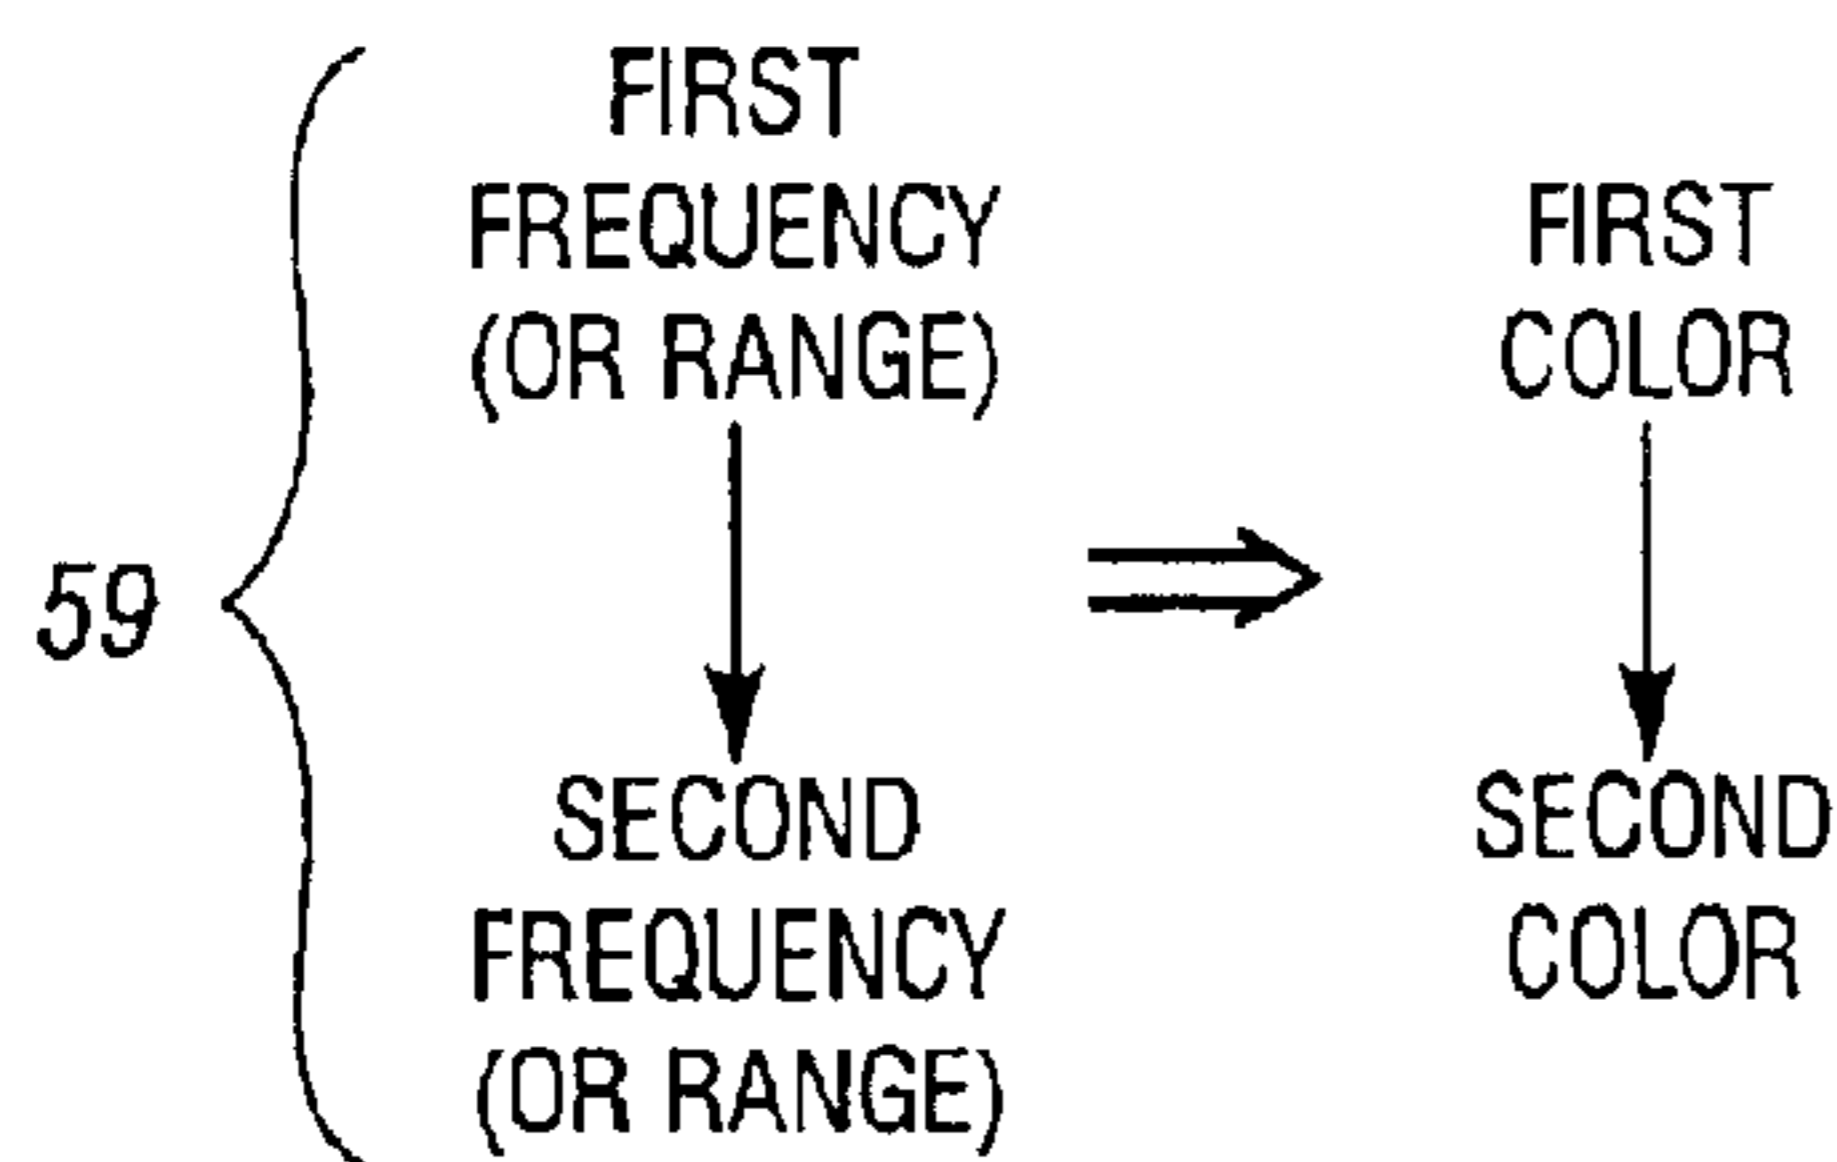 59
FIRST
FREQUENCY
(OR RANGE)
SECOND
FREQUENCY
(OR RANGE)
FIRST
COLOR
SECOND
COLOR